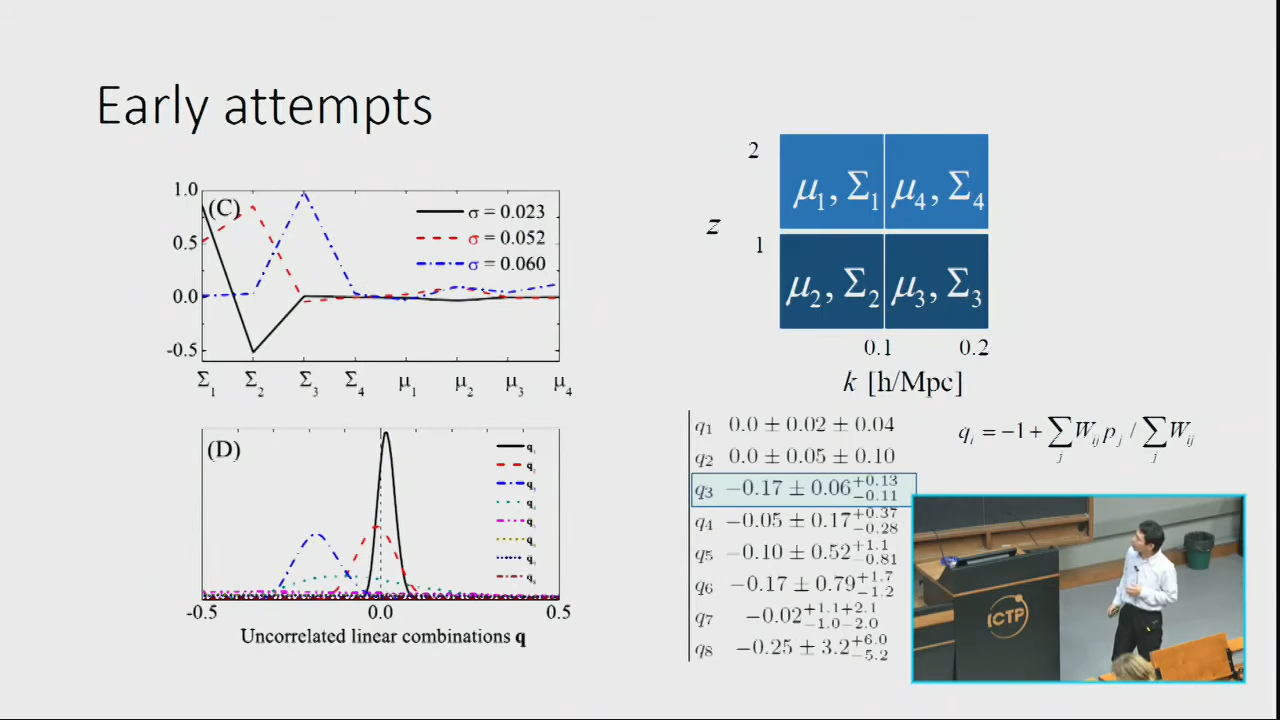 Early attempts
(C)
1.0
0.5
0.0
-0.5
σ = 0.023
σ = 0.052
σ = 0.060
Σ1 Σ2 Σ3 Σ4 μ1 μ2 μ3 μ4
(D)
-0.5 0.0 0.5
Uncorrelated linear combinations q
2
μ1, Σ1 μ4, Σ4
z
1
μ2, Σ2 μ3, Σ3
0.1 0.2
k [h/Mpc]
q1 0.0 ± 0.02 ± 0.04
q2 0.0 ± 0.05 ± 0.10
q3 −0.17 ± 0.06 +0.13 −0.11
q4 −0.05 ± 0.17 +0.37 −0.28
q5 −0.10 ± 0.52 +1.1 −0.81
q6 −0.17 ± 0.79 +1.7 −1.2
q7 −0.02 +1.1 +2.1 −1.0 −2.0
q8 −0.25 ± 3.2 +6.0 −5.2
qi = −1 + ∑j Wij pj / ∑j Wij
ICTP